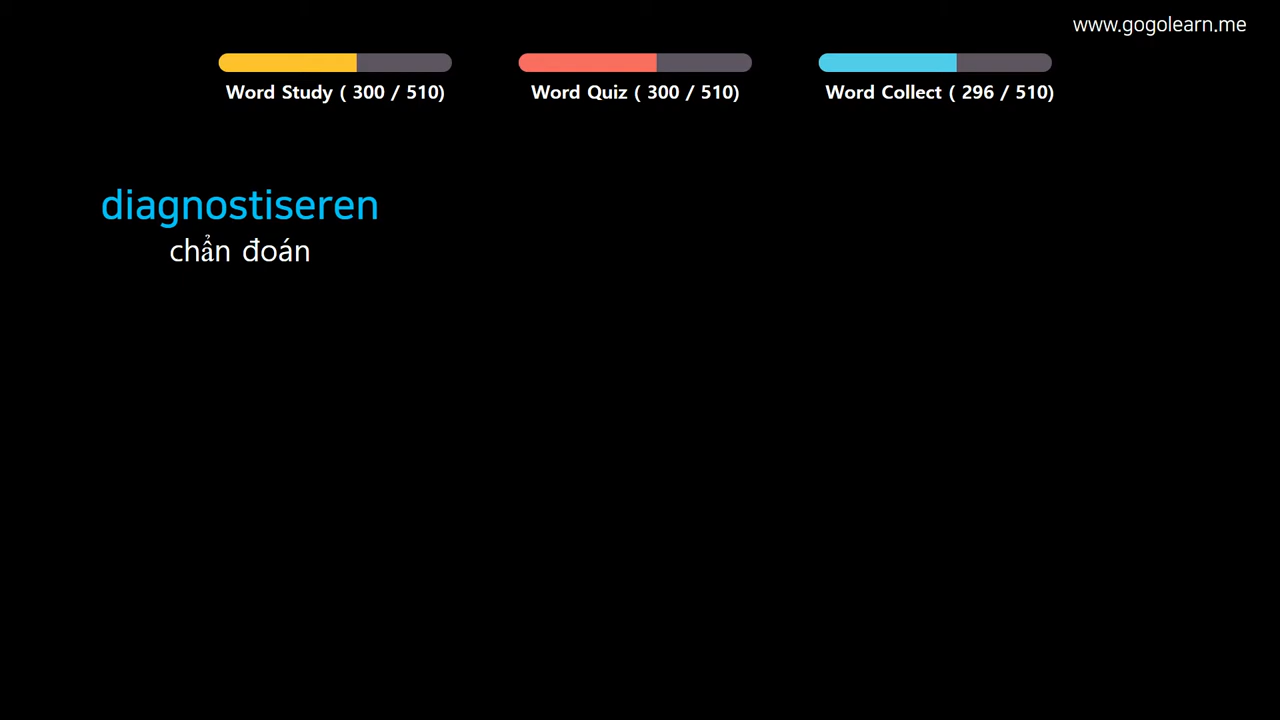 www.gogolearn.me
Word Study ( 300 / 510)
Word Quiz ( 300 / 510)
Word Collect ( 296 / 510)
diagnostiseren
chẩn đoán